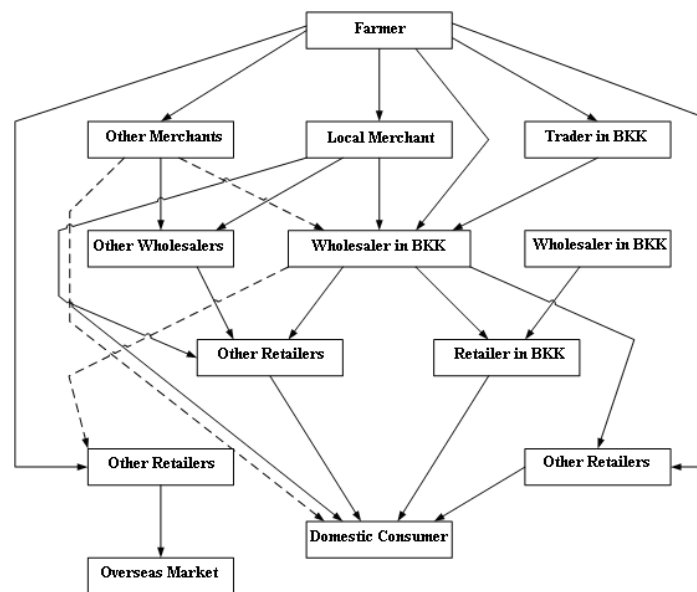 Farmer
Other Merchants
Local Merchant
Trader in BKK
Other Wholesalers
Wholesaler in BKK
Wholesaler in BKK
Other Retailers
Retailer in BKK
Other Retailers
Other Retailers
Domestic Consumer
Overseas Market